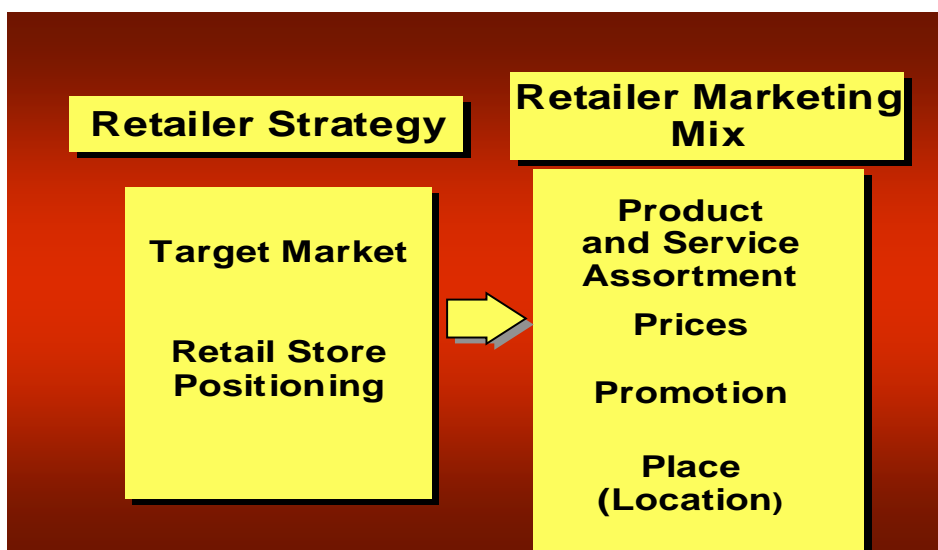 Retailer Strategy
Target Market
Retail Store
Positioning
Retailer Marketing
Mix
Product
and Service
Assortment
Prices
Promotion
Place
(Location)